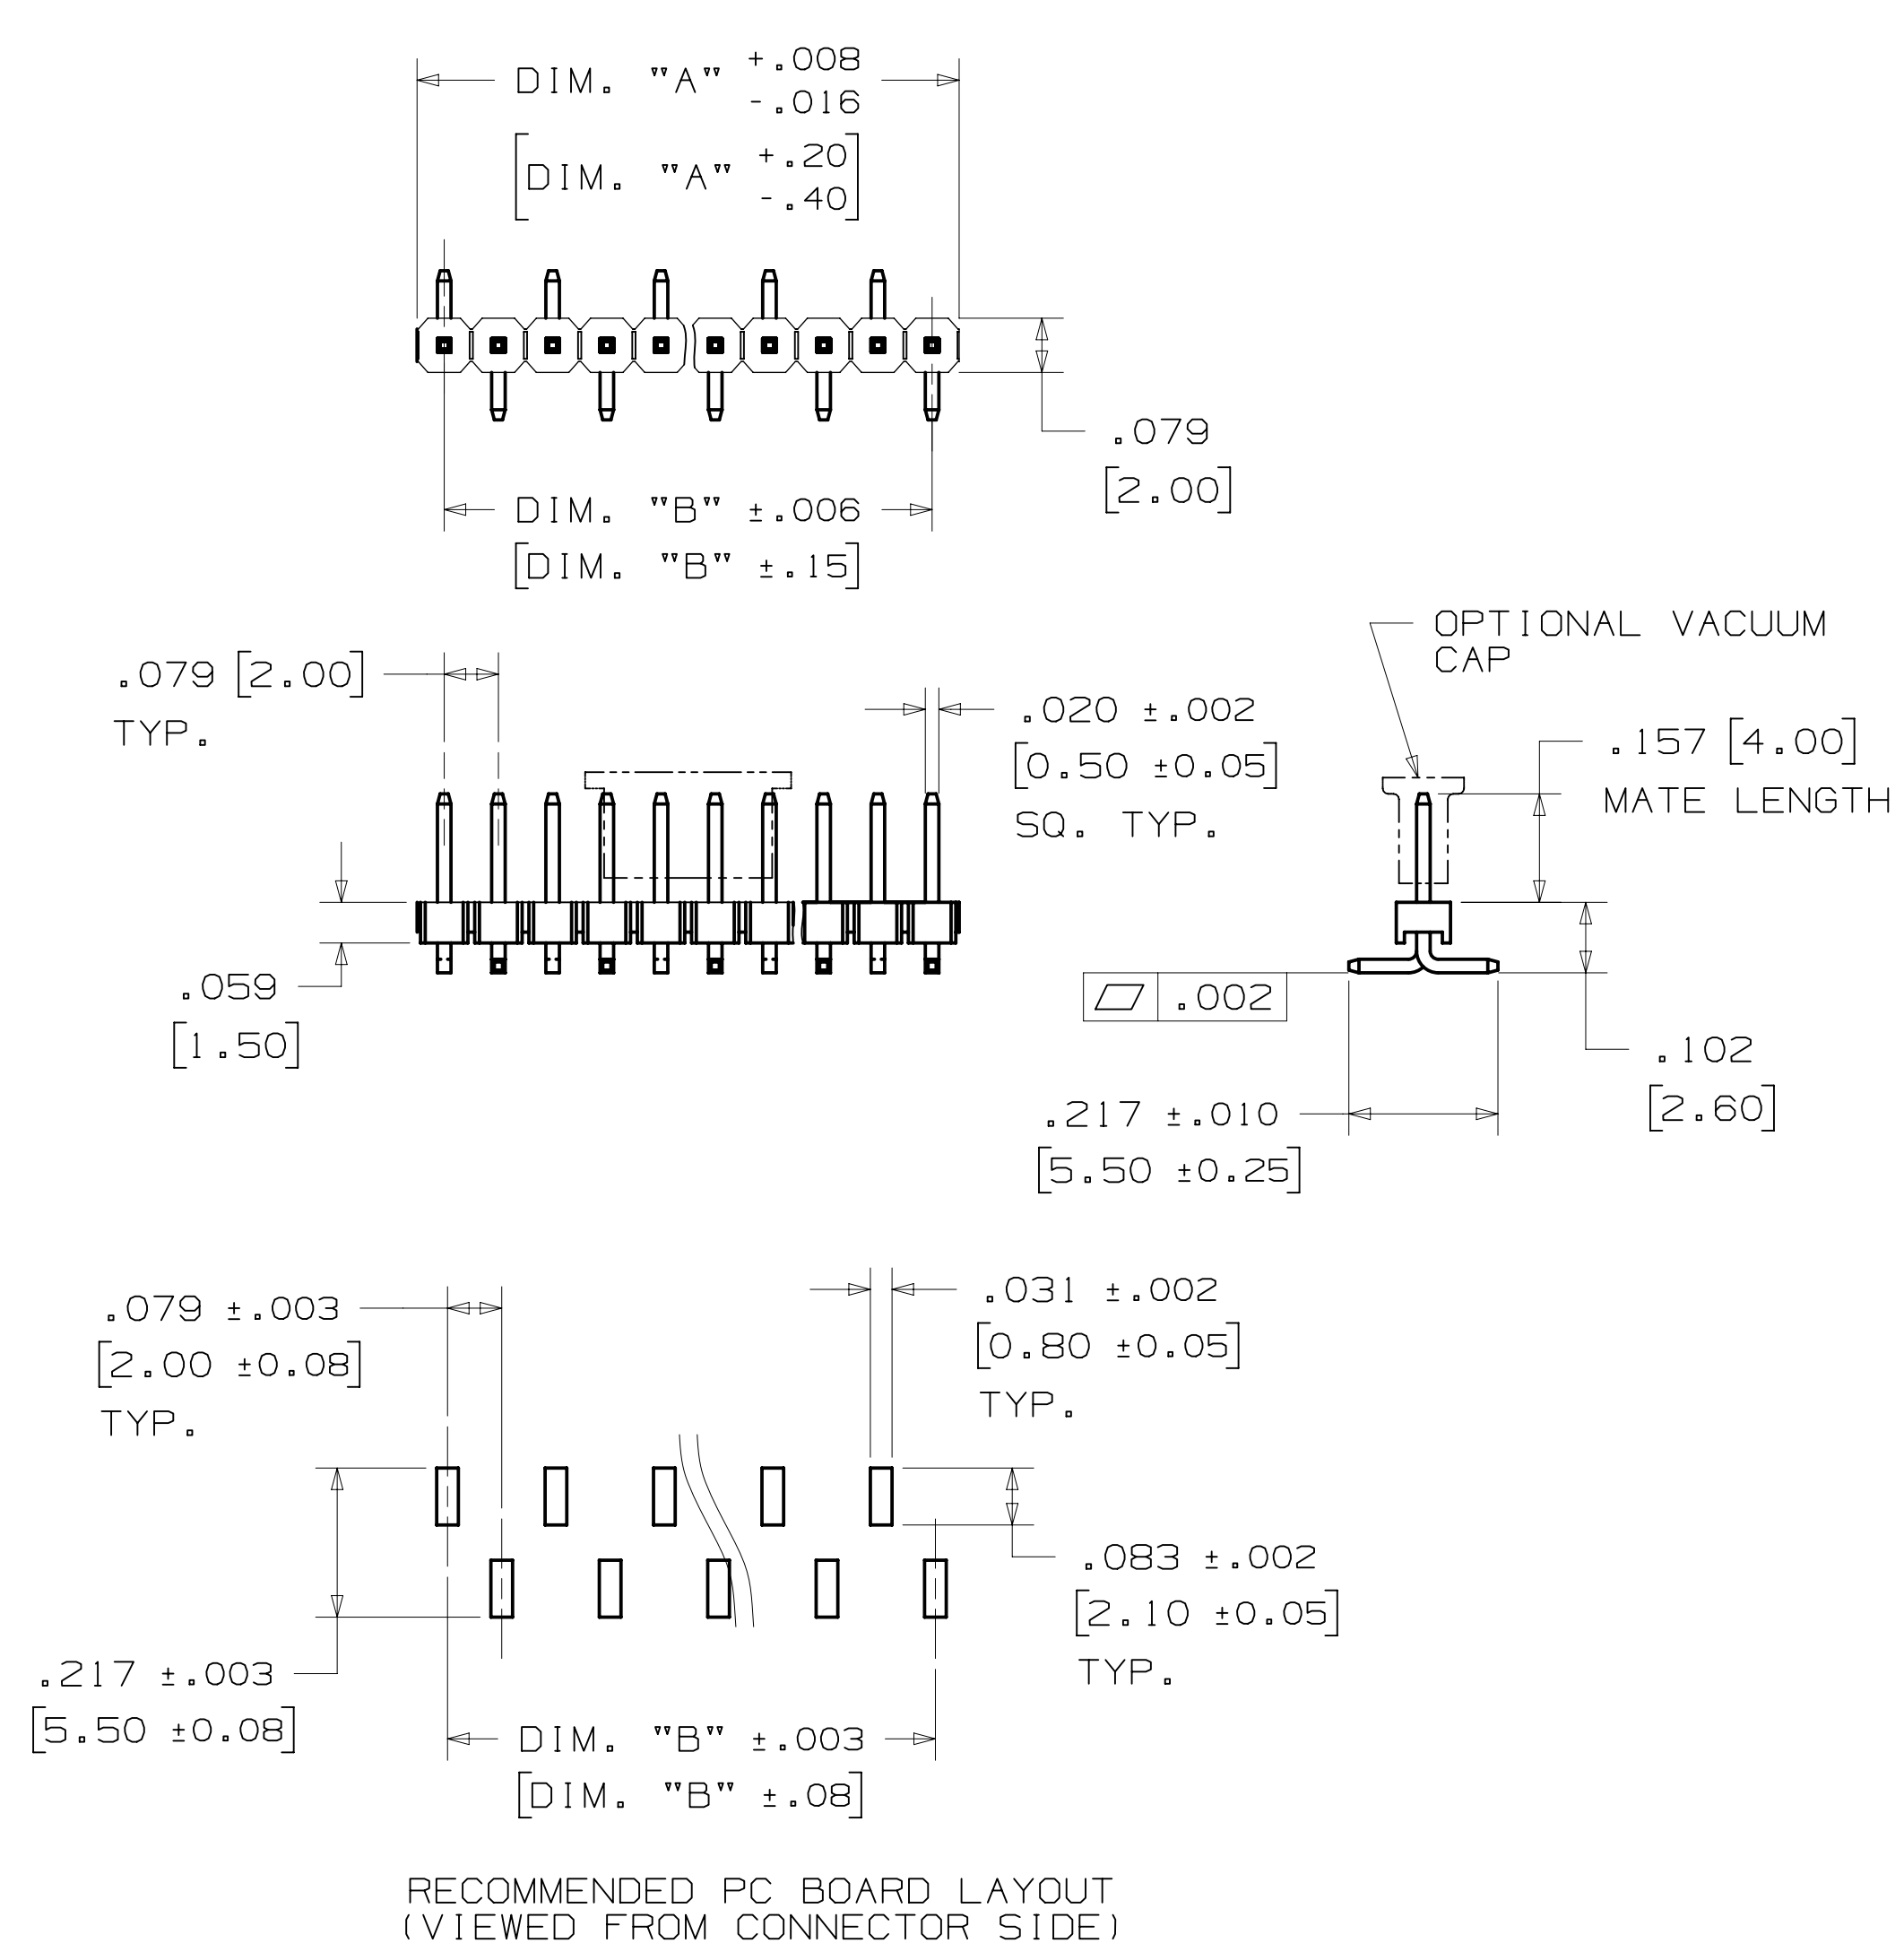 DIM. "A" +.008
-.016
[DIM. "A" +.20
-.40]
.079
[2.00]
DIM. "B" ±.006
[DIM. "B" ±.15]
OPTIONAL VACUUM
CAP
.079 [2.00]
TYP.
.020 ±.002
[0.50 ±0.05]
SQ. TYP.
.157 [4.00]
MATE LENGTH
.059
[1.50]
⏥ .002
.102
[2.60]
.217 ±.010
[5.50 ±0.25]
.079 ±.003
[2.00 ±0.08]
TYP.
.031 ±.002
[0.80 ±0.05]
TYP.
.083 ±.002
[2.10 ±0.05]
TYP.
.217 ±.003
[5.50 ±0.08]
DIM. "B" ±.003
[DIM. "B" ±.08]
RECOMMENDED PC BOARD LAYOUT
(VIEWED FROM CONNECTOR SIDE)